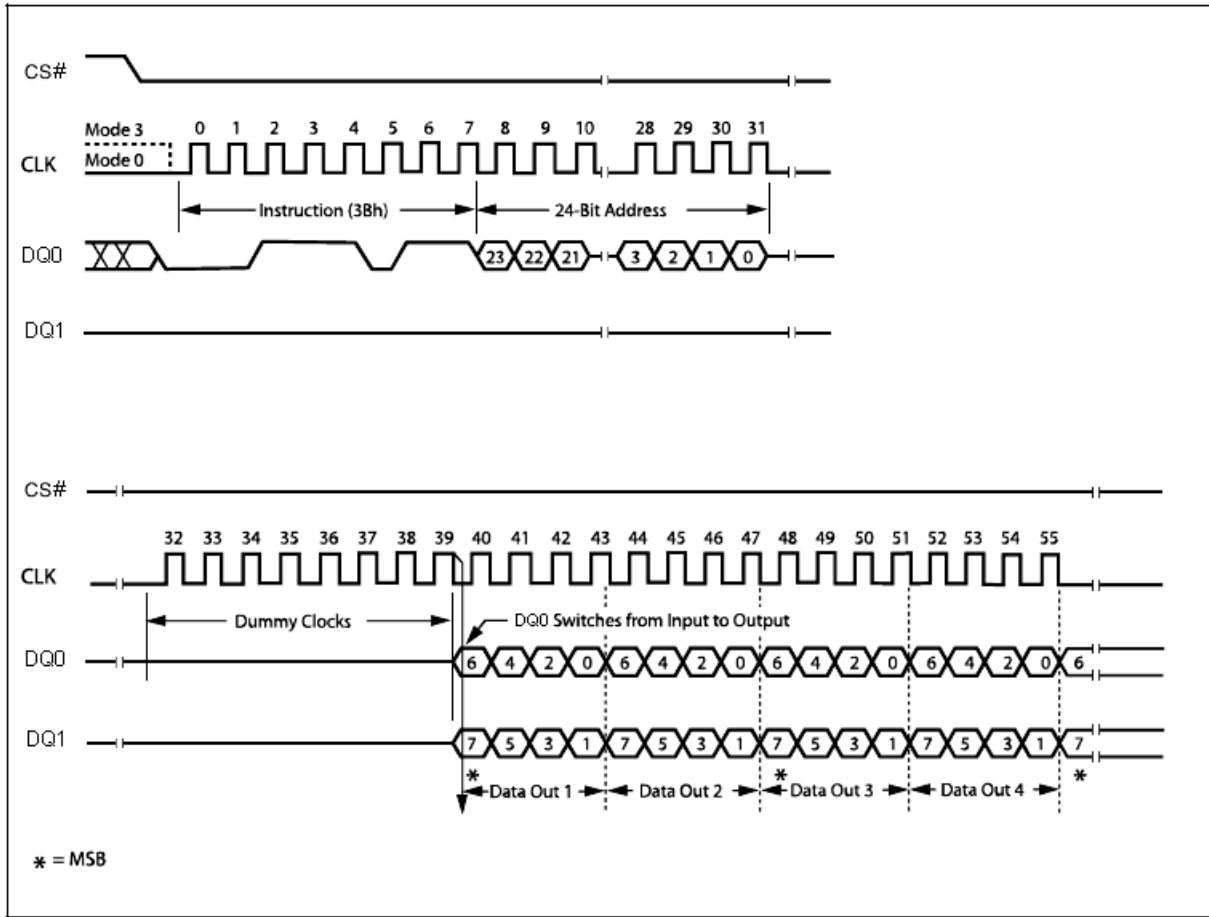 CS#
Mode 3
0 1 2 3 4 5 6 7 8 9 10 28 29 30 31
CLK
Mode 0
Instruction (3Bh) 24-Bit Address
DQ0
23 22 21 3 2 1 0
DQ1
CS#
32 33 34 35 36 37 38 39 40 41 42 43 44 45 46 47 48 49 50 51 52 53 54 55
CLK
Dummy Clocks
DQ0 Switches from Input to Output
DQ0
6 4 2 0 6 4 2 0 6 4 2 0 6 4 2 0 6
DQ1
7 5 3 1 7 5 3 1 7 5 3 1 7 5 3 1 7
* * *
Data Out 1 Data Out 2 Data Out 3 Data Out 4
* = MSB